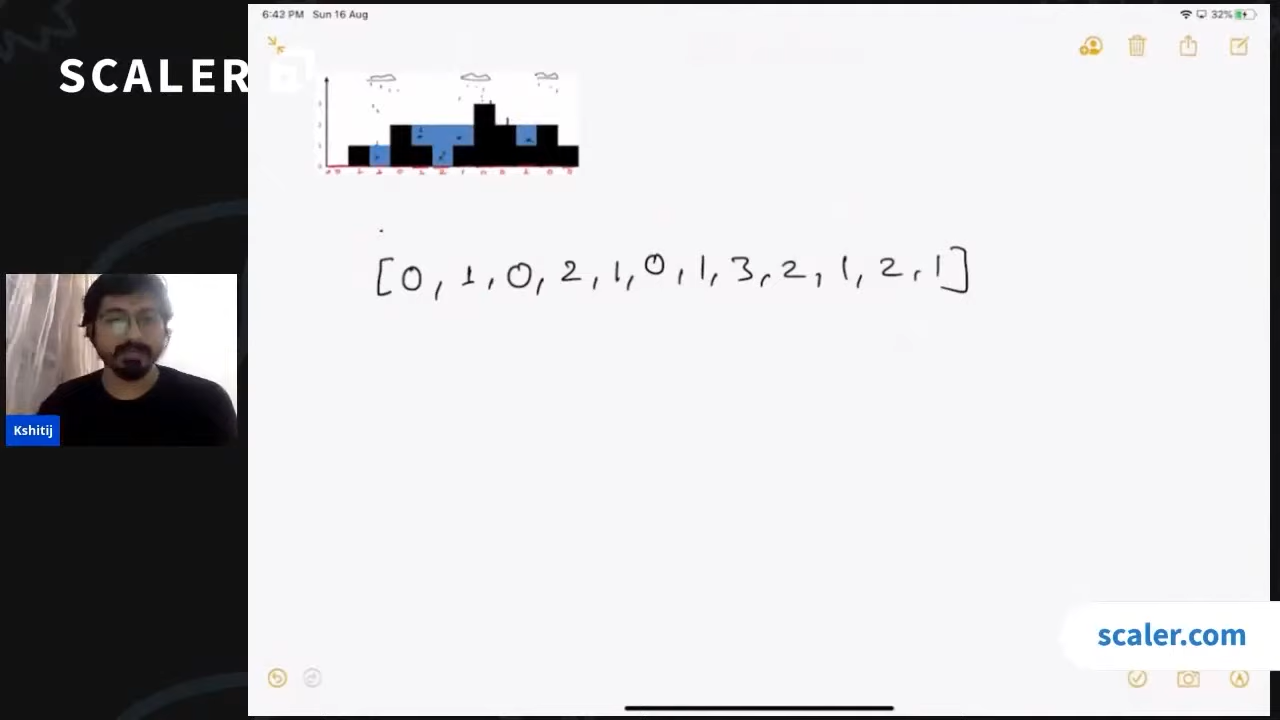 6:42 PM Sun 16 Aug
32%
SCALER
[0, 1, 0, 2, 1, 0, 1, 3, 2, 1, 2, 1]
Kshitij
scaler.com